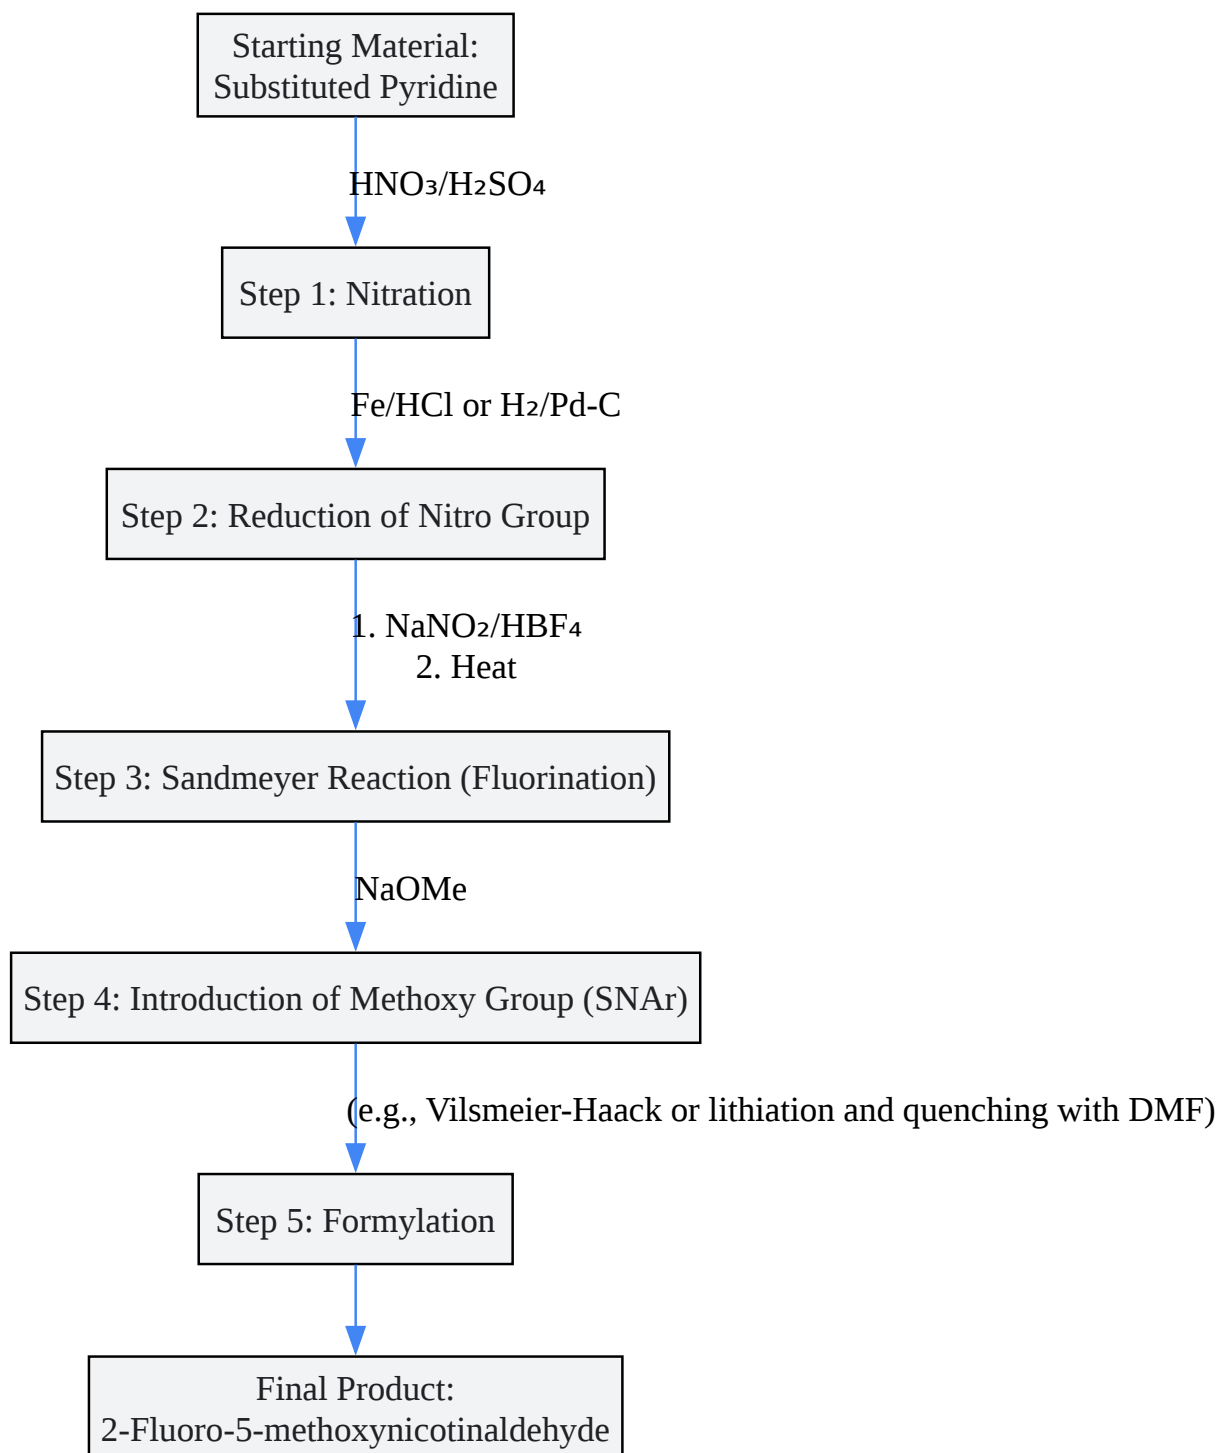 Starting Material:
Substituted Pyridine
HNO₃/H₂SO₄
Step 1: Nitration
Fe/HCl or H₂/Pd-C
Step 2: Reduction of Nitro Group
1. NaNO₂/HBF₄
2. Heat
Step 3: Sandmeyer Reaction (Fluorination)
NaOMe
Step 4: Introduction of Methoxy Group (SNAr)
(e.g., Vilsmeier-Haack or lithiation and quenching with DMF)
Step 5: Formylation
Final Product:
2-Fluoro-5-methoxynicotinaldehyde